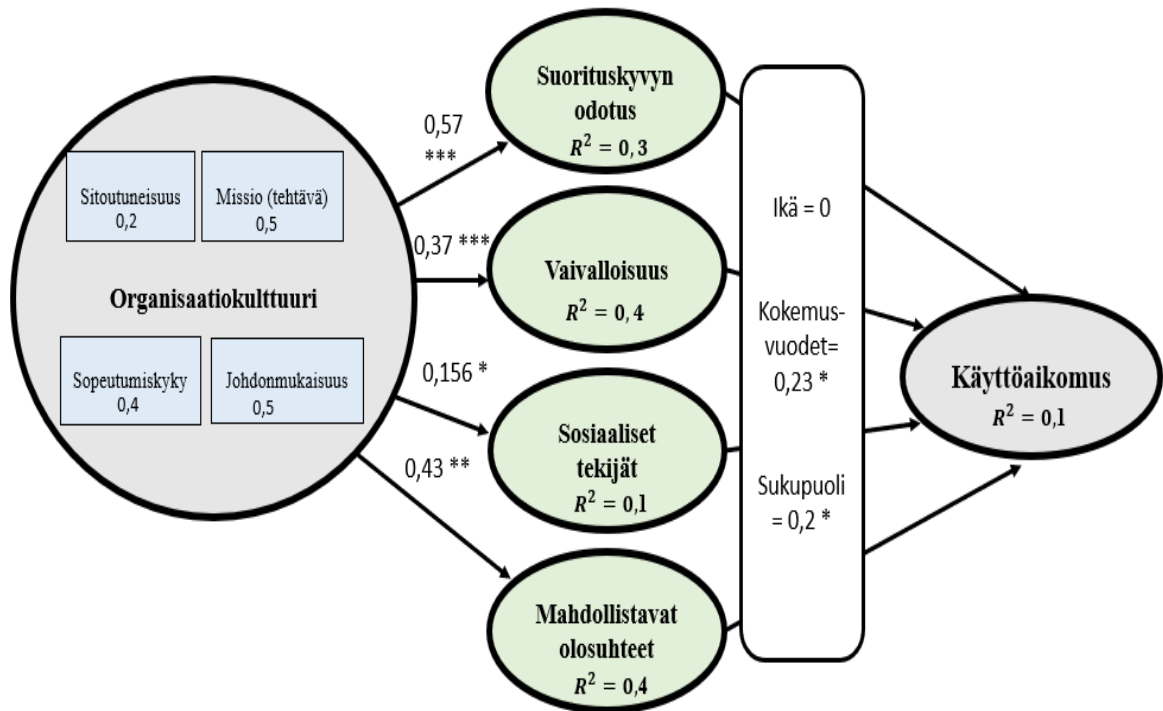 Sitoutuneisuus
0,2
Missio (tehtävä)
0,5
Organisaatiokulttuuri
Sopeutumiskyky
0,4
Johdonmukaisuus
0,5
0,57
***
0,37 ***
0,156 *
0,43 **
Suorituskyvyn
odotus
R² = 0,3
Vaivalloisuus
R² = 0,4
Sosiaaliset
tekijät
R² = 0,1
Mahdollistavat
olosuhteet
R² = 0,4
Ikä = 0
Kokemus-
vuodet=
0,23 *
Sukupuoli
= 0,2 *
Käyttöaikomus
R² = 0,1